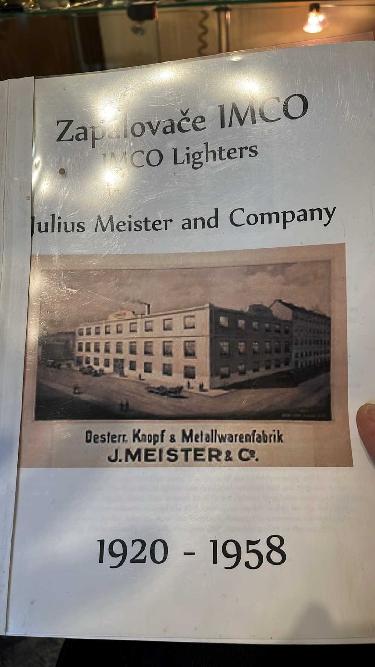 Zapalovače IMCO
IMCO Lighters
Julius Meister and Company
Oesterr. Knopf & Metallwarenfabrik
J. MEISTER & Co.
1920 - 1958